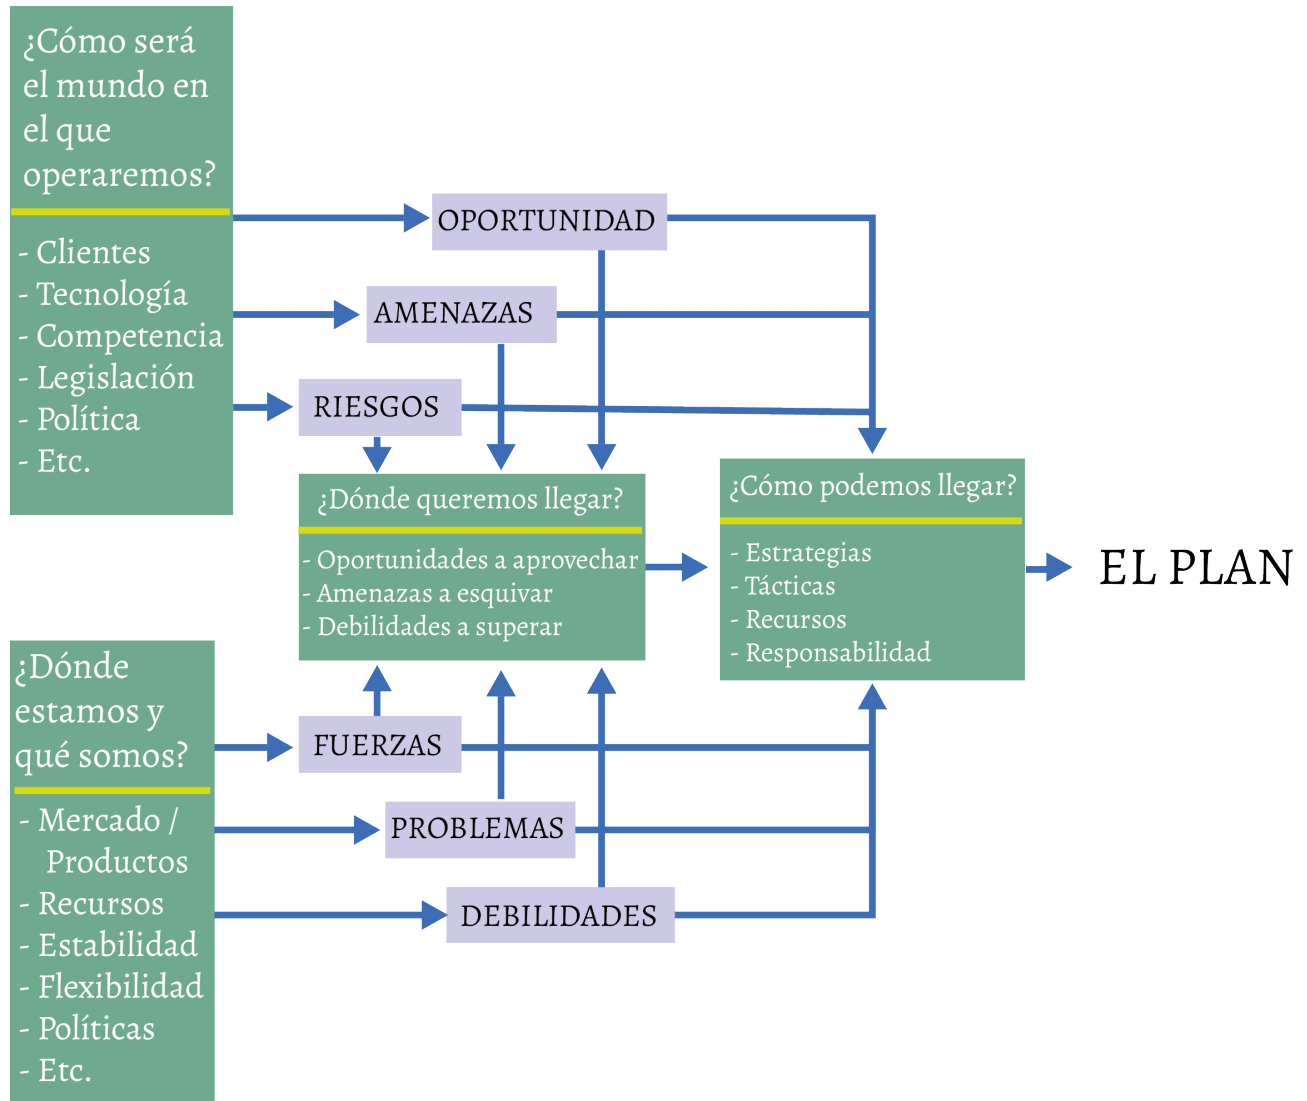 ¿Cómo será
el mundo en
el que
operaremos?
- Clientes
- Tecnología
- Competencia
- Legislación
- Política
- Etc.
OPORTUNIDAD
AMENAZAS
RIESGOS
¿Dónde queremos llegar?
- Oportunidades a aprovechar
- Amenazas a esquivar
- Debilidades a superar
¿Cómo podemos llegar?
- Estrategias
- Tácticas
- Recursos
- Responsabilidad
EL PLAN
¿Dónde
estamos y
qué somos?
- Mercado /
Productos
- Recursos
- Estabilidad
- Flexibilidad
- Políticas
- Etc.
FUERZAS
PROBLEMAS
DEBILIDADES